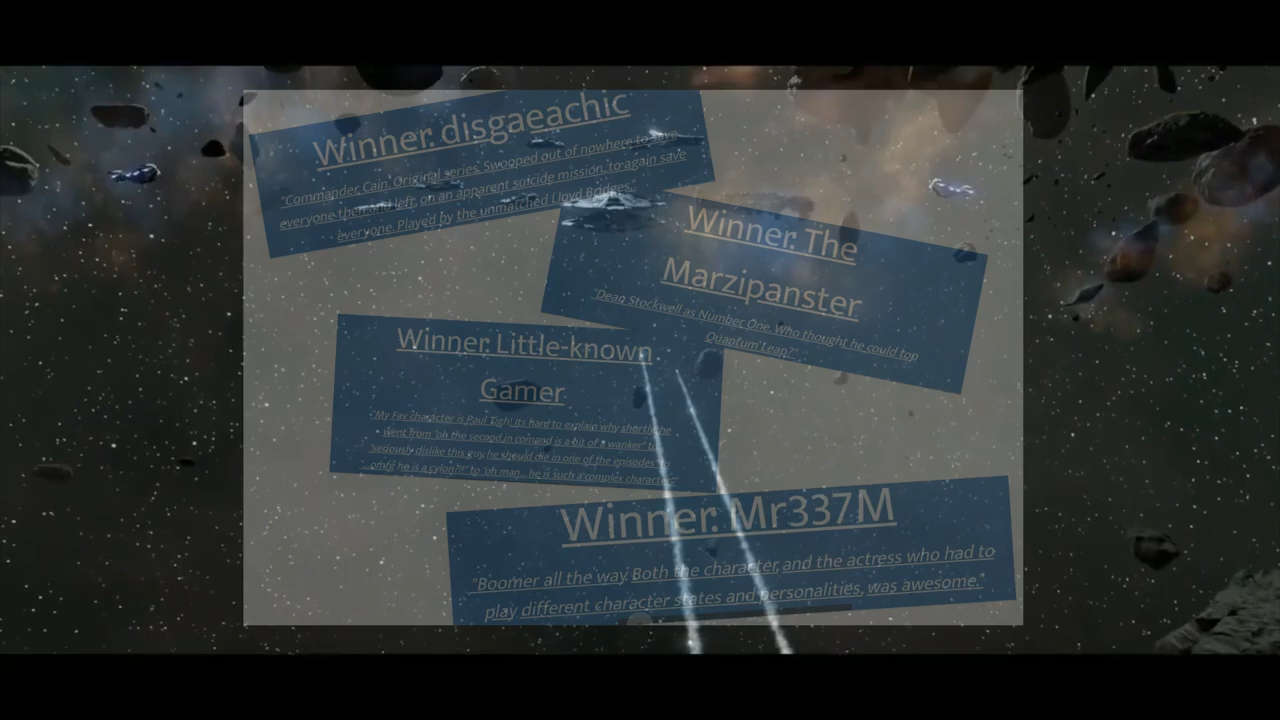 Winner: disgaeachic
"Commander, Cain. Original series. Swooped out of nowhere to save
everyone then and left, on an apparent suicide mission, to again save
everyone. Played by the unmatched Lloyd Bridges."
Winner: The
Marzipanster
"Dean Stockwell as Number One. Who thought he could top
Quantum Leap?"
Winner: Little-known
Gamer
"My Fav character is Paul Tigh! its hard to explain why shortly he
went from 'oh the second in comand is a bit of a wanker" to
"seriously dislike this guy, he should die in one of the episodes" to
he is a cylon?!!" to 'oh man... he is such a complex character"
Winner: Mr337M
"Boomer all the way. Both the character, and the actress who had to
play different character states and personalities, was awesome."